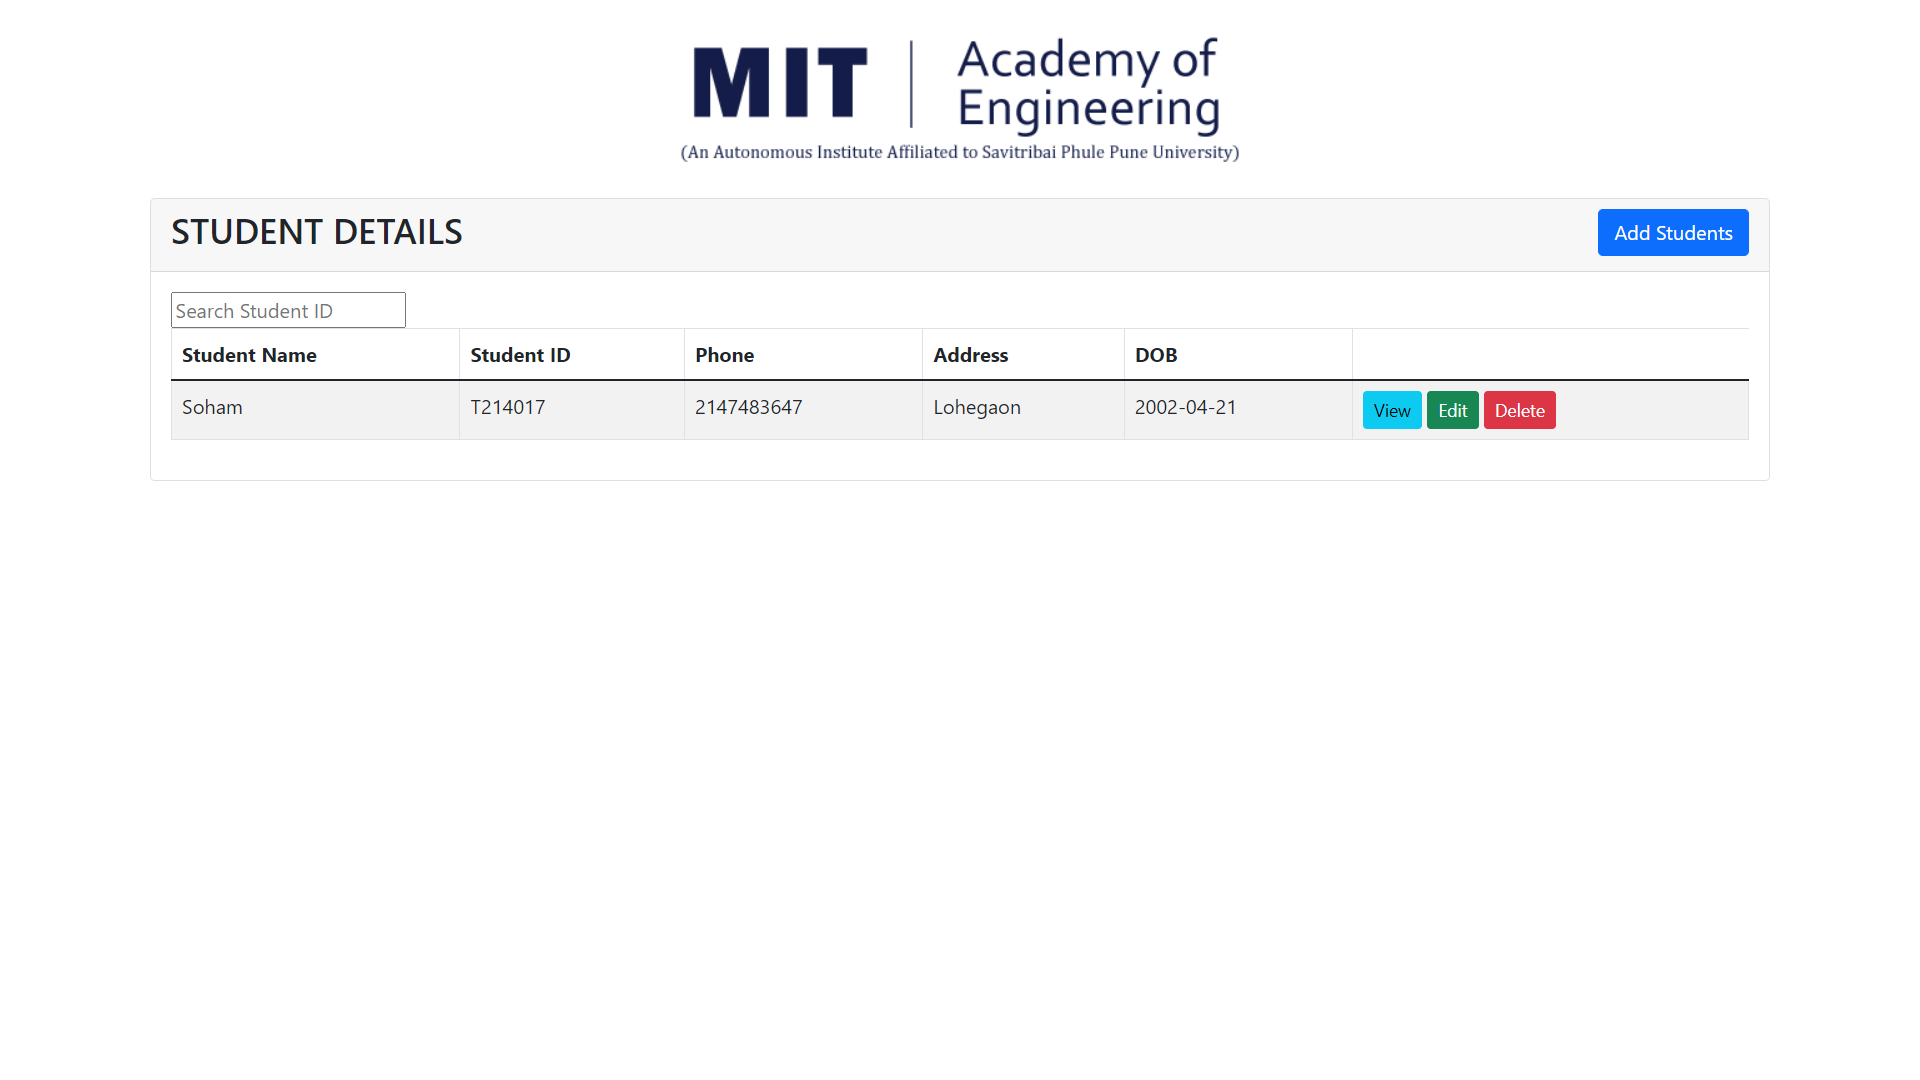 MIT
Academy of
Engineering
(An Autonomous Institute Affiliated to Savitribai Phule Pune University)
STUDENT DETAILS
Add Students
Search Student ID
Student Name Student ID Phone Address DOB
Soham T214017 2147483647 Lohegaon 2002-04-21 View Edit Delete